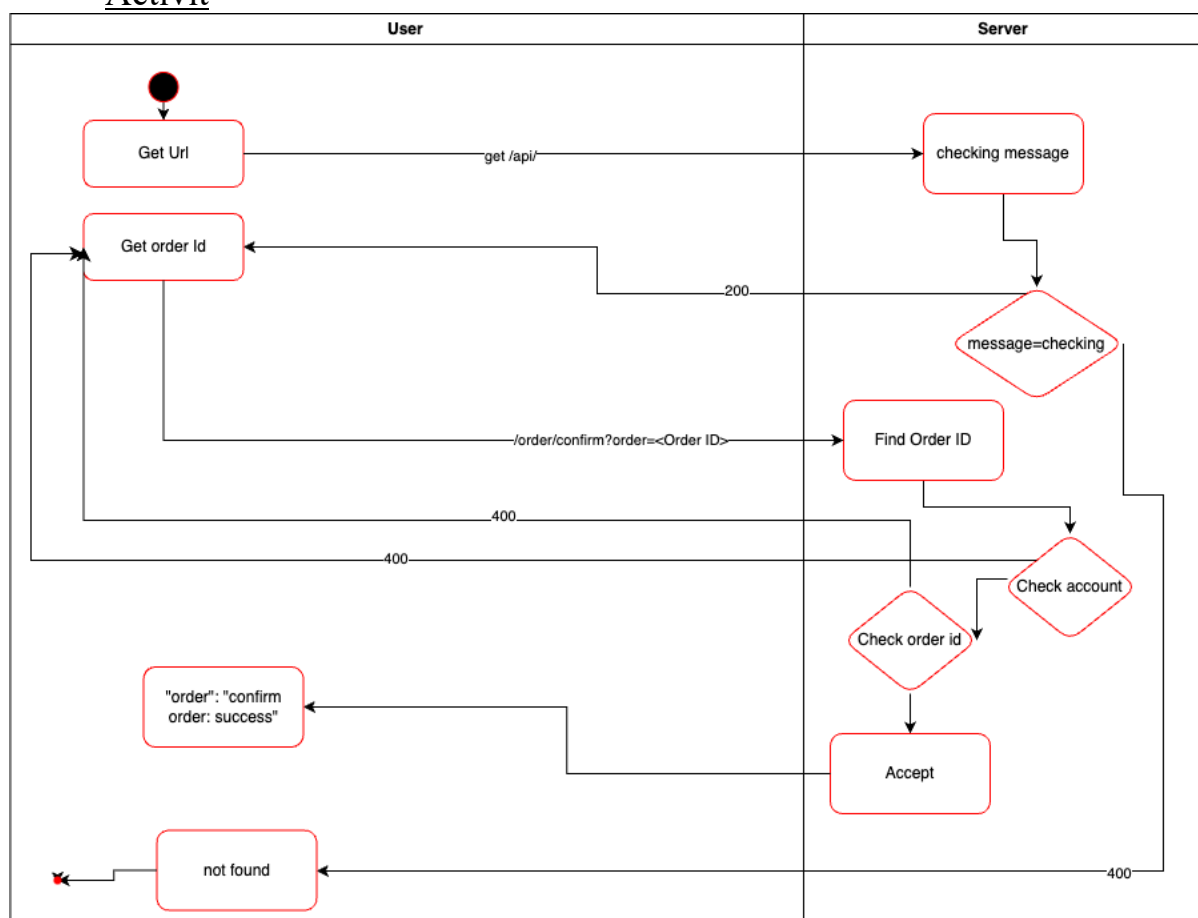 Activit
User
Server
Get Url
get /api/
checking message
Get order Id
200
message=checking
/order/confirm?order=<Order ID>
Find Order ID
400
400
Check account
Check order id
"order": "confirm
order: success"
Accept
not found
400